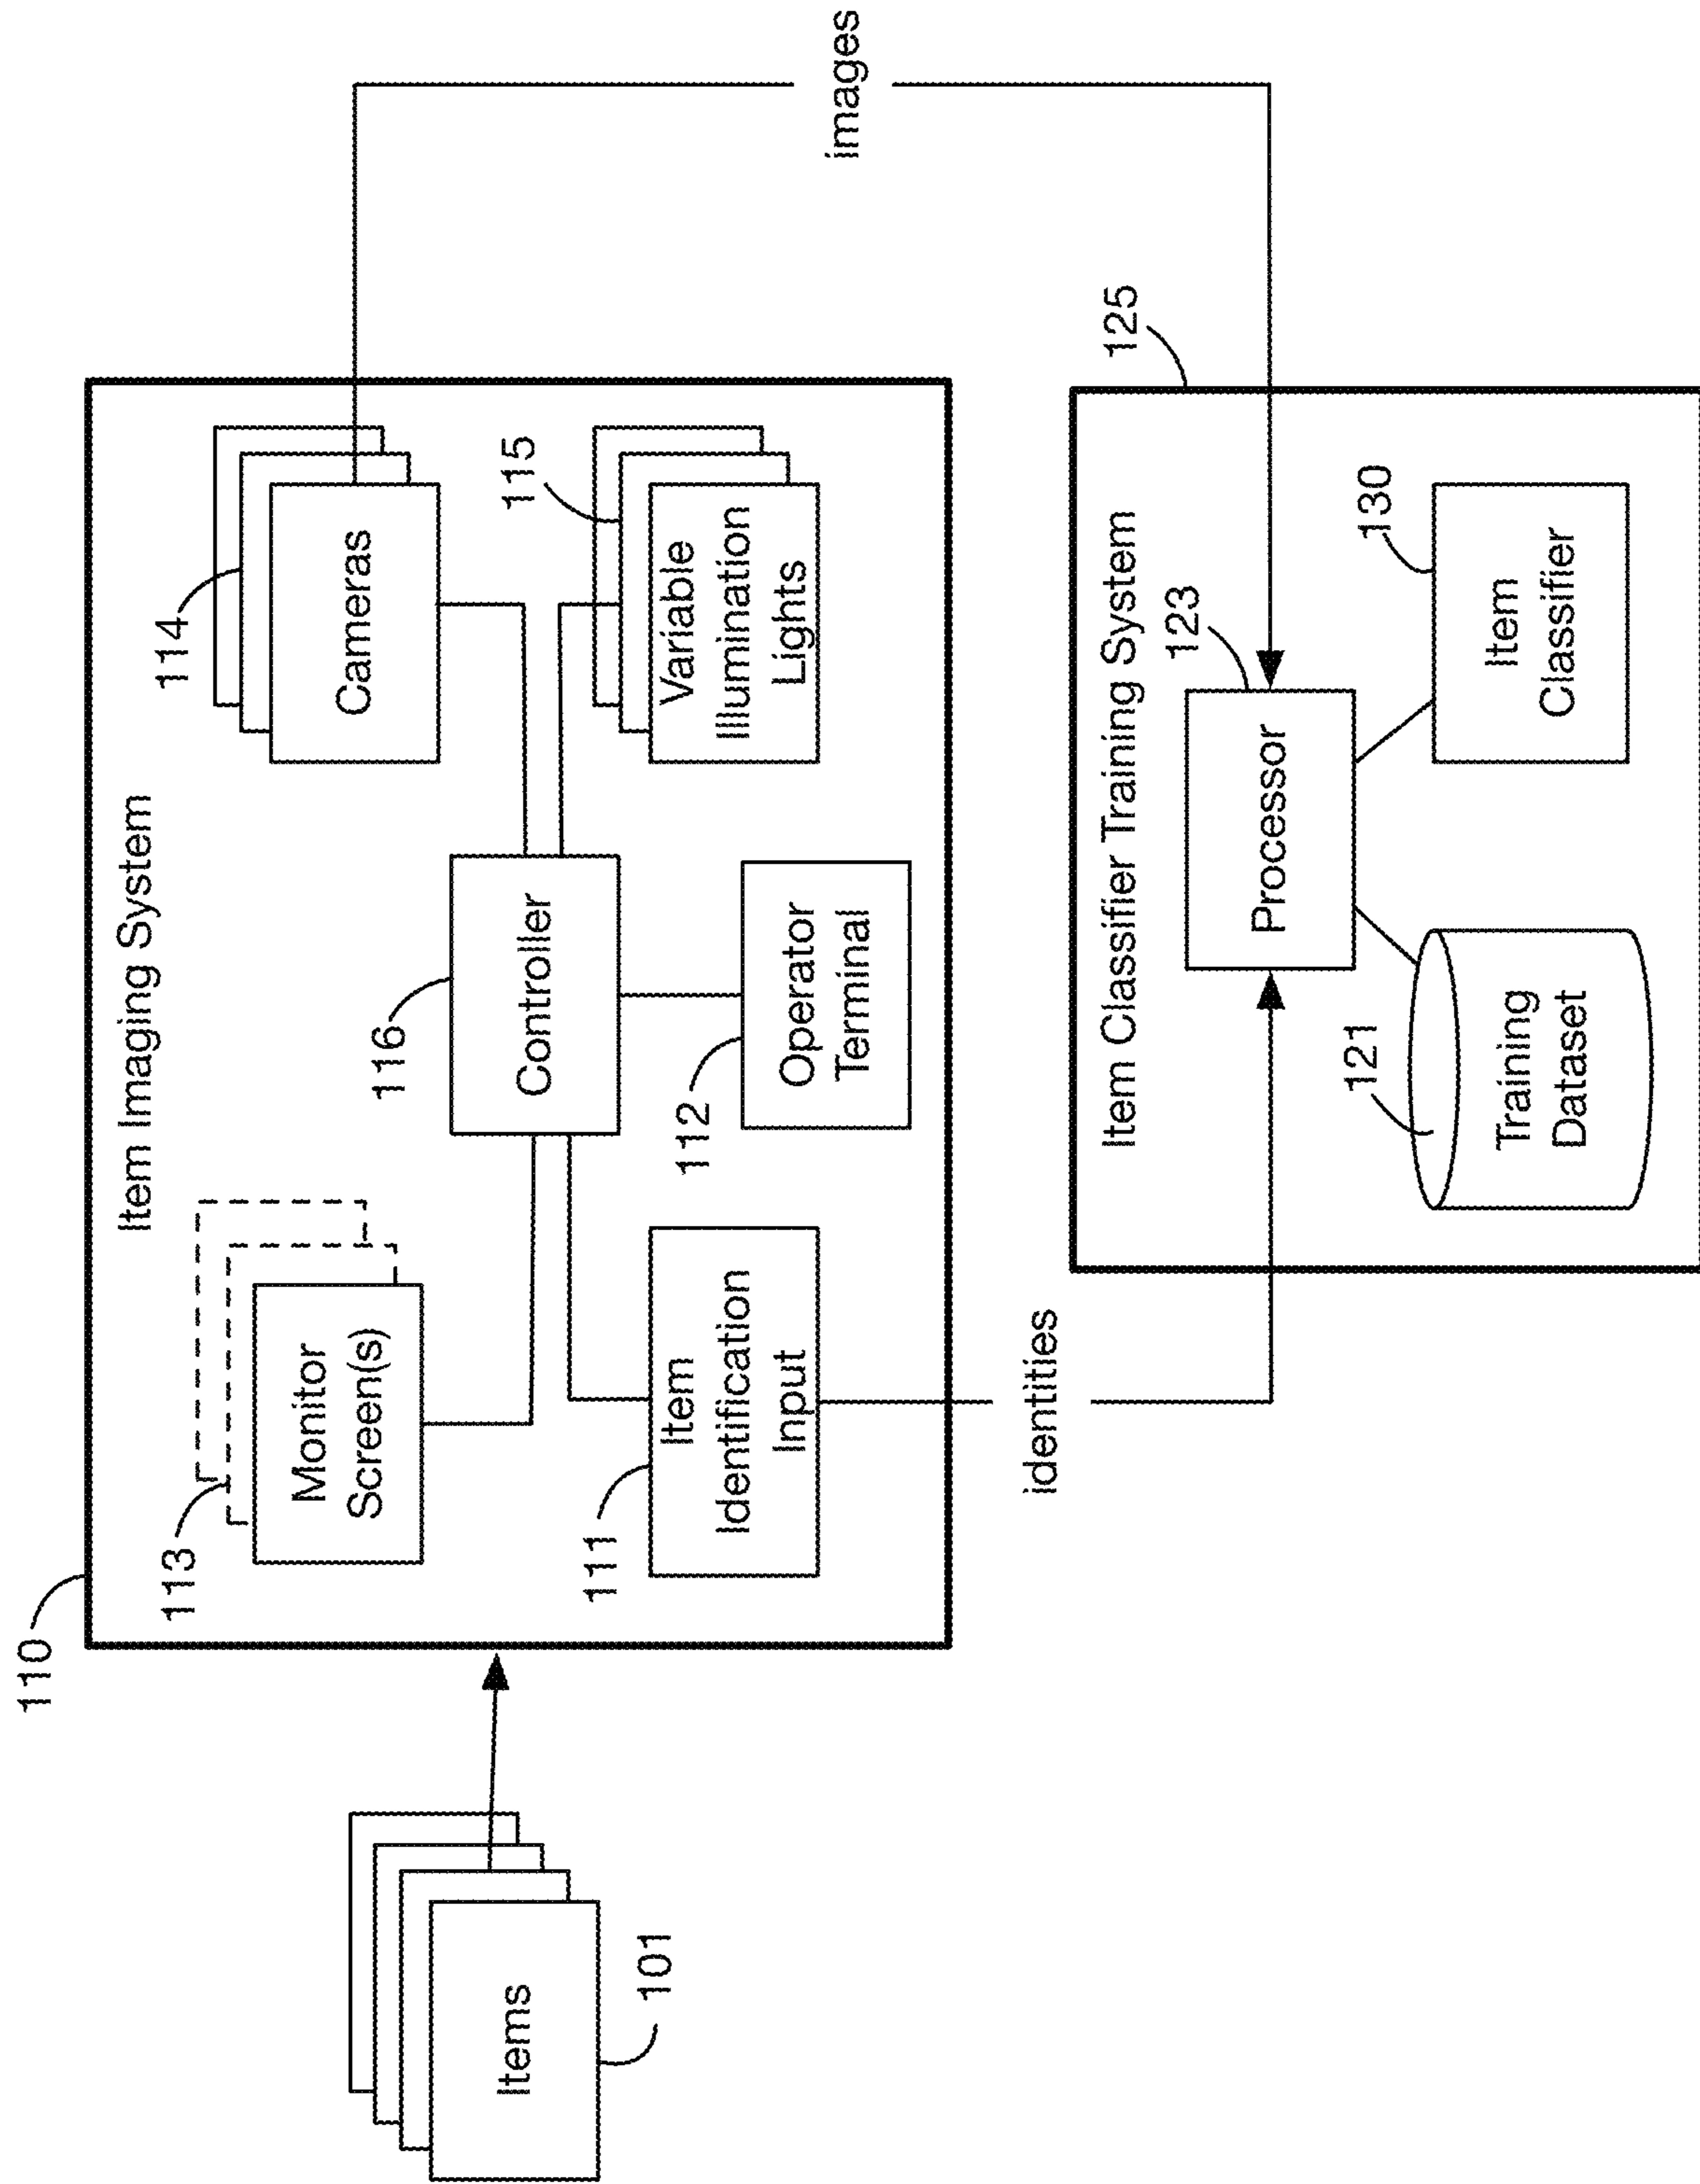 110
Item Imaging System
113
Monitor
Screen(s)
116
Controller
114
Cameras
111
Item
Identification
Input
112
Operator
Terminal
115
Variable
Illumination
Lights
Items
101
identities
images
125
Item Classifier Training System
123
Processor
121
Training
Dataset
130
Item
Classifier